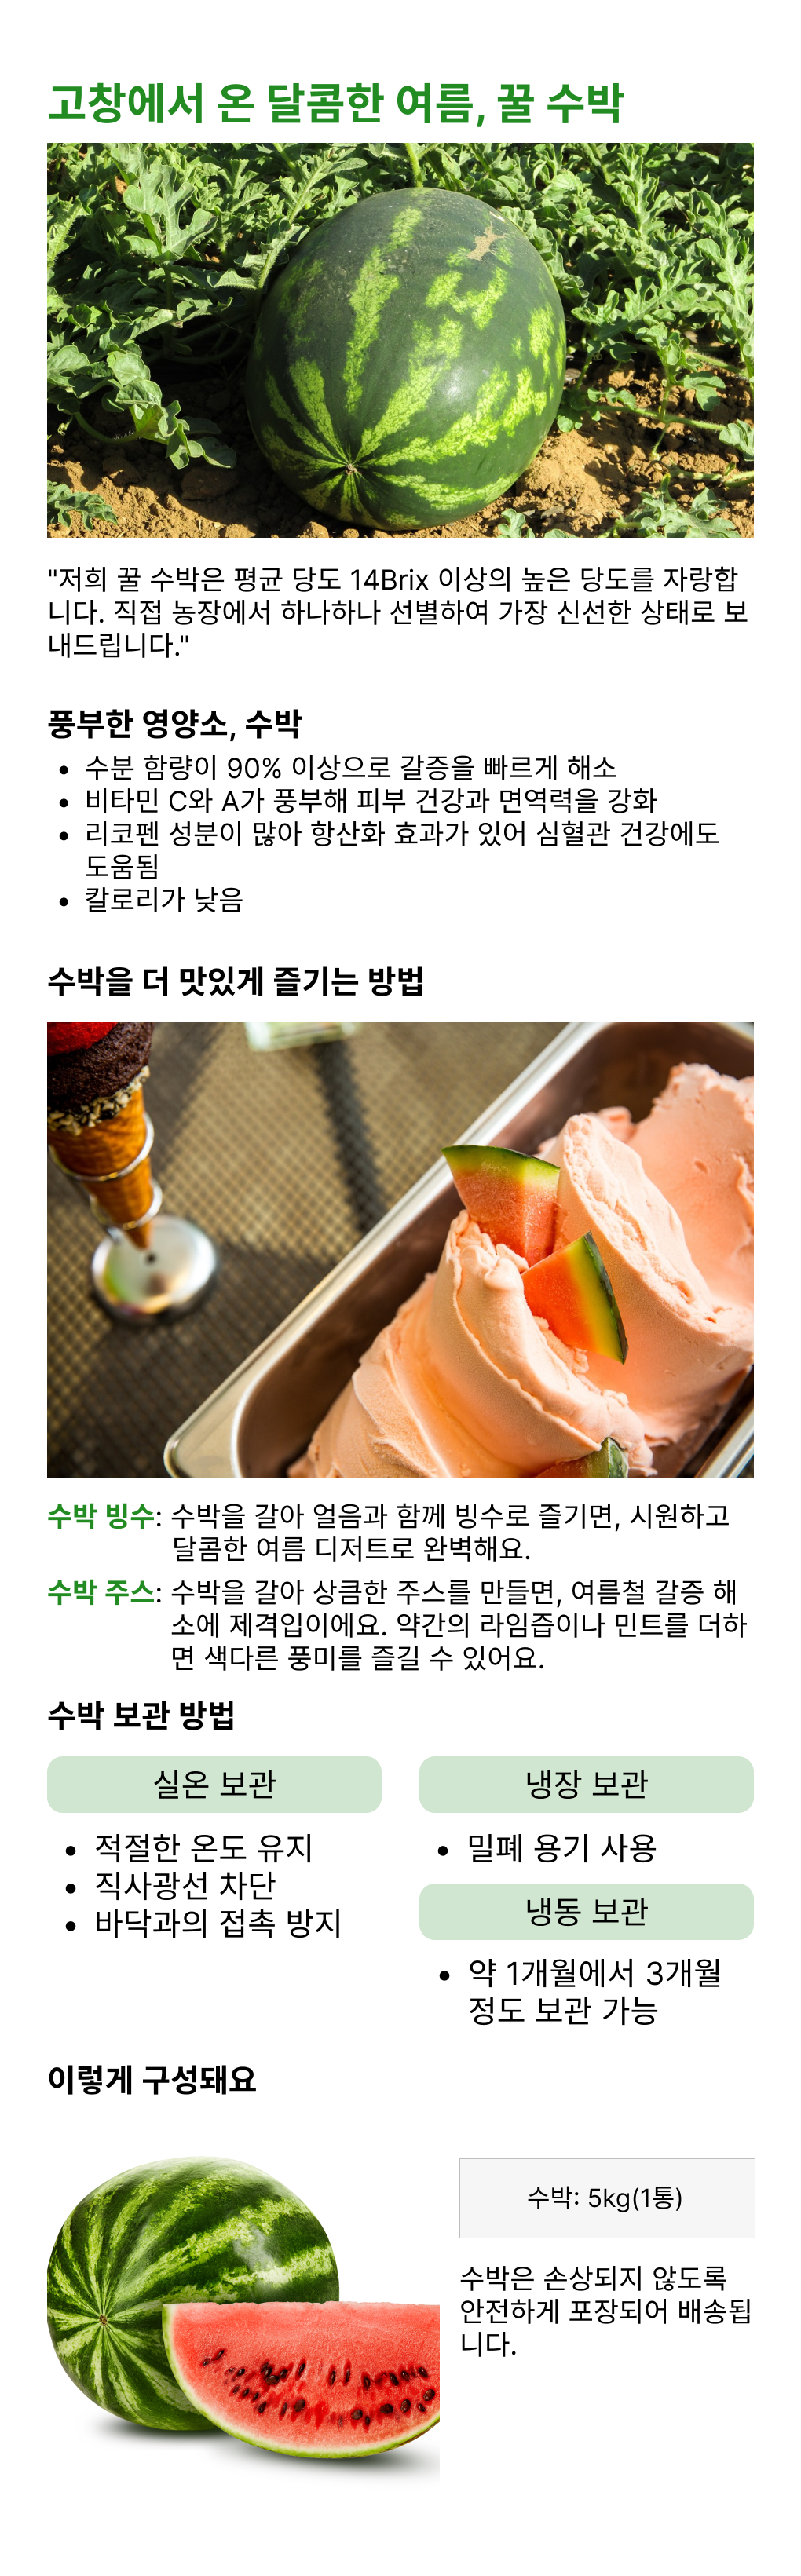 고창에서 온 달콤한 여름, 꿀 수박
"저희 꿀 수박은 평균 당도 14Brix 이상의 높은 당도를 자랑합
니다. 직접 농장에서 하나하나 선별하여 가장 신선한 상태로 보
내드립니다."
풍부한 영양소, 수박
• 수분 함량이 90% 이상으로 갈증을 빠르게 해소
• 비타민 C와 A가 풍부해 피부 건강과 면역력을 강화
• 리코펜 성분이 많아 항산화 효과가 있어 심혈관 건강에도
도움됨
• 칼로리가 낮음
수박을 더 맛있게 즐기는 방법
수박 빙수: 수박을 갈아 얼음과 함께 빙수로 즐기면, 시원하고
달콤한 여름 디저트로 완벽해요.
수박 주스: 수박을 갈아 상큼한 주스를 만들면, 여름철 갈증 해
소에 제격입이에요. 약간의 라임즙이나 민트를 더하
면 색다른 풍미를 즐길 수 있어요.
수박 보관 방법
실온 보관
• 적절한 온도 유지
• 직사광선 차단
• 바닥과의 접촉 방지
냉장 보관
• 밀폐 용기 사용
냉동 보관
• 약 1개월에서 3개월
정도 보관 가능
이렇게 구성돼요
수박: 5kg(1통)
수박은 손상되지 않도록
안전하게 포장되어 배송됩
니다.